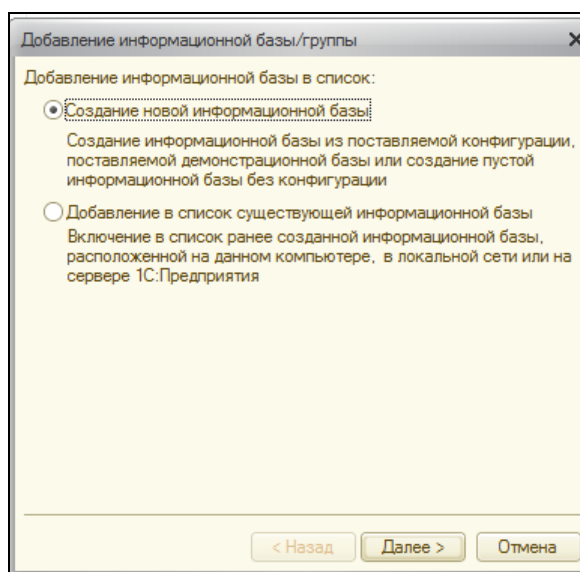 Добавление информационной базы/группы
Добавление информационной базы в список:
Создание новой информационной базы
Создание информационной базы из поставляемой конфигурации,
поставляемой демонстрационной базы или создание пустой
информационной базы без конфигурации
Добавление в список существующей информационной базы
Включение в список ранее созданной информационной базы,
расположенной на данном компьютере, в локальной сети или на
сервере 1С:Предприятия
< Назад Далее > Отмена